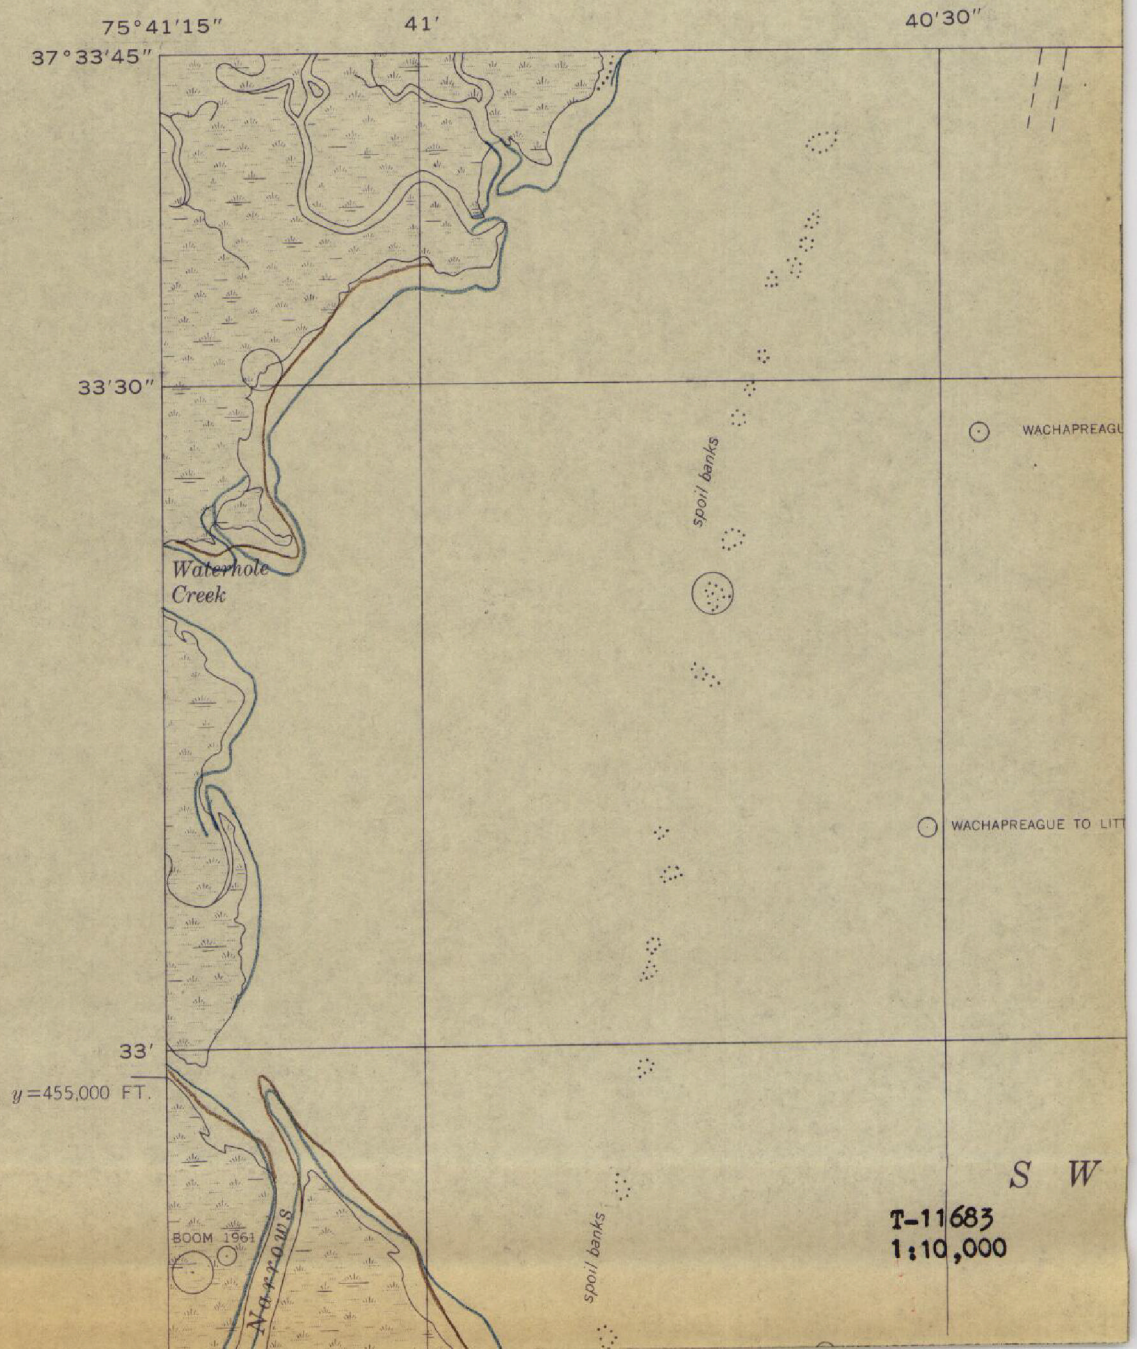 75°41'15"
41'
40'30"
37°33'45"
33'30"
WACHAPREAGU
spoil banks
Waterhole
Creek
WACHAPREAGUE TO LITT
33'
y=455,000 FT.
S W
T-11683
1:10,000
BOOM 1961
Narrows
spoil banks